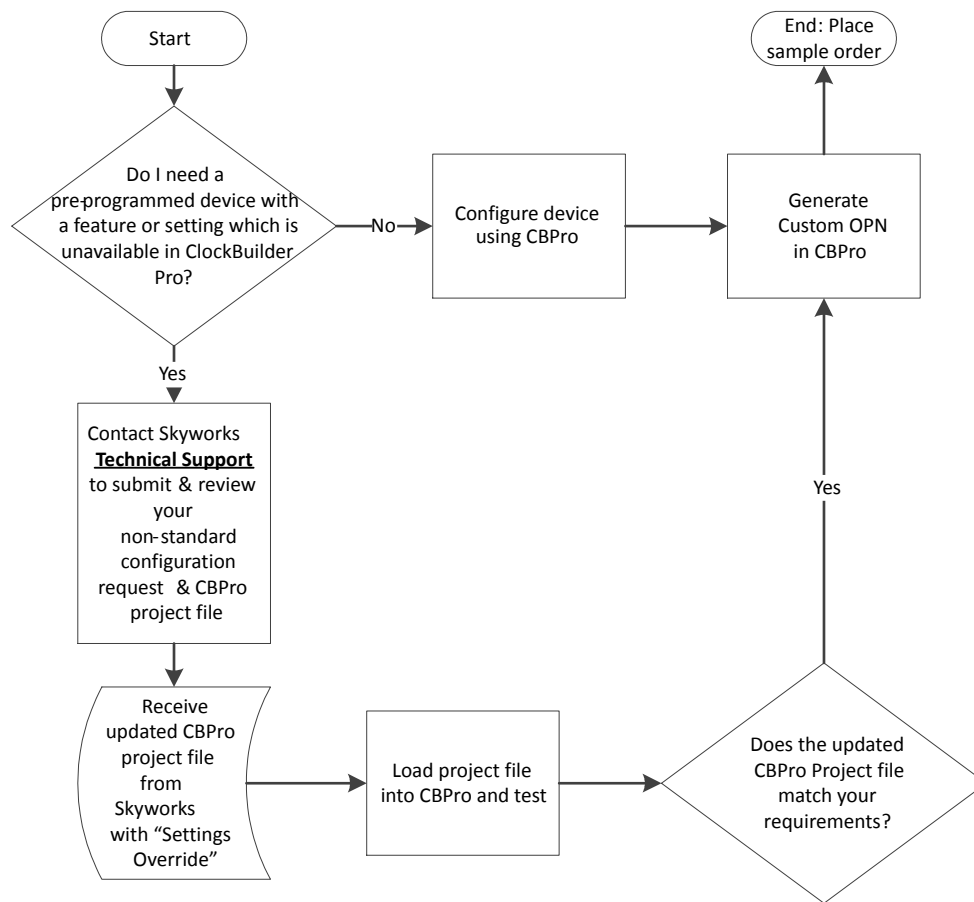 Start
End: Place
sample order
Do I need a
pre-programmed device with
a feature or setting which is
unavailable in ClockBuilder
Pro?
No
Configure device
using CBPro
Generate
Custom OPN
in CBPro
Yes
Contact Skyworks
Technical Support
to submit & review
your
non-standard
configuration
request & CBPro
project file
Yes
Receive
updated CBPro
project file
from
Skyworks
with “Settings
Override”
Load project file
into CBPro and test
Does the updated
CBPro Project file
match your
requirements?